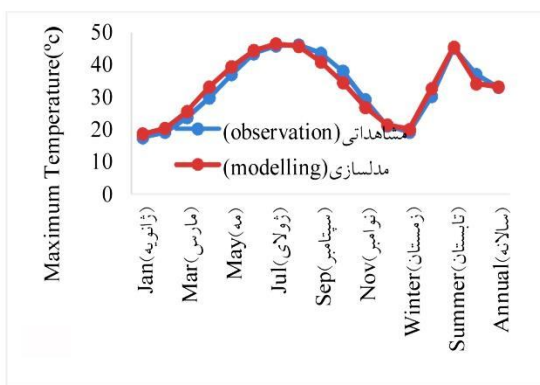 Maximum Temperature(ºc)
50
40
30
20
10
0
مشاهداتی(observation)
مدلسازی(modelling)
Jan(ژانویه)
Mar(مارس)
May(مه)
Jul(ژولای)
Sep(سپتامبر)
Nov(نوامبر)
Winter(زمستان)
Summer(تابستان)
Annual(سالانه)